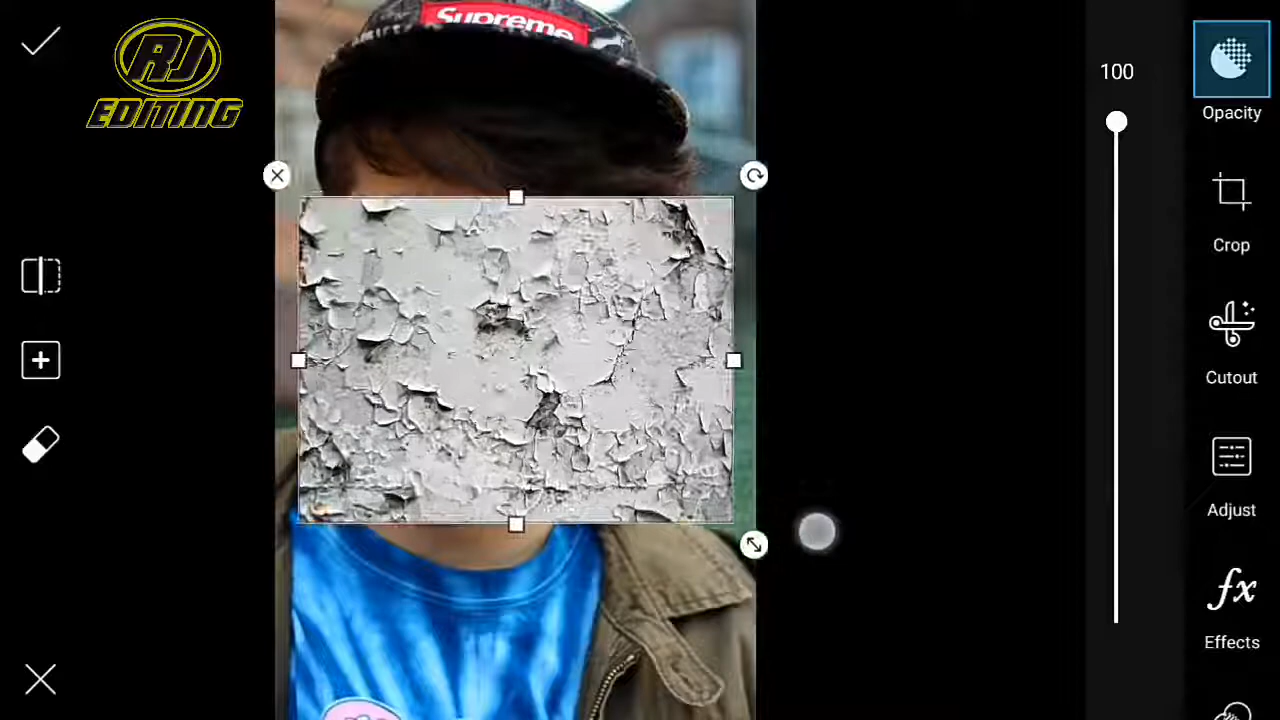 Supreme
RJ
EDITING
100
Opacity
Crop
Cutout
Adjust
fx
Effects